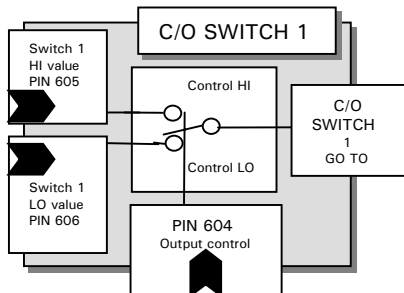 C/O SWITCH 1
Switch 1
HI value
PIN 605
Control HI
C/O
SWITCH
1
GO TO
Control LO
Switch 1
LO value
PIN 606
PIN 604
Output control